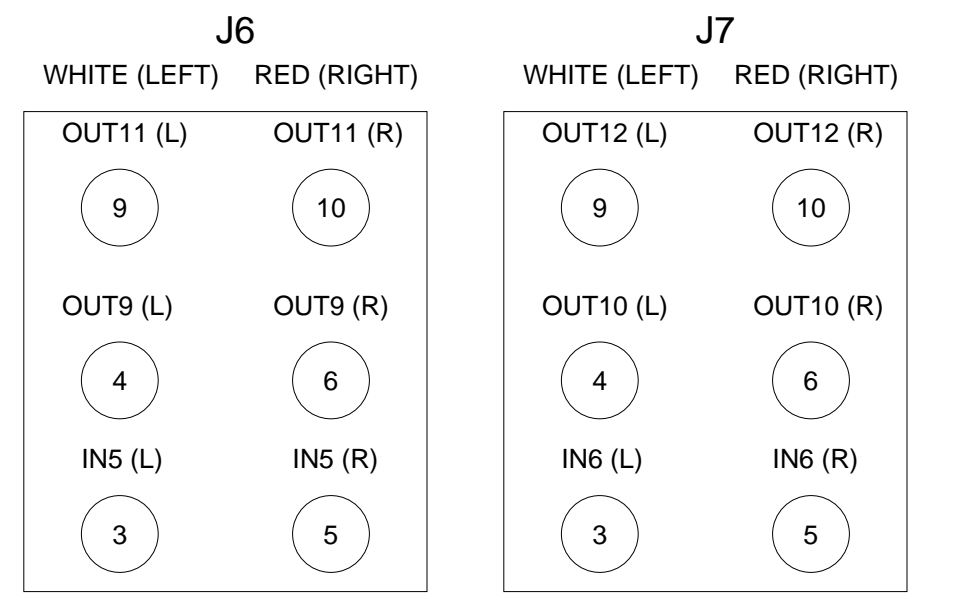 J6 J7
WHITE (LEFT) RED (RIGHT) WHITE (LEFT) RED (RIGHT)
OUT11 (L) OUT11 (R) OUT12 (L) OUT12 (R)
9 10 9 10
OUT9 (L) OUT9 (R) OUT10 (L) OUT10 (R)
4 6 4 6
IN5 (L) IN5 (R) IN6 (L) IN6 (R)
3 5 3 5